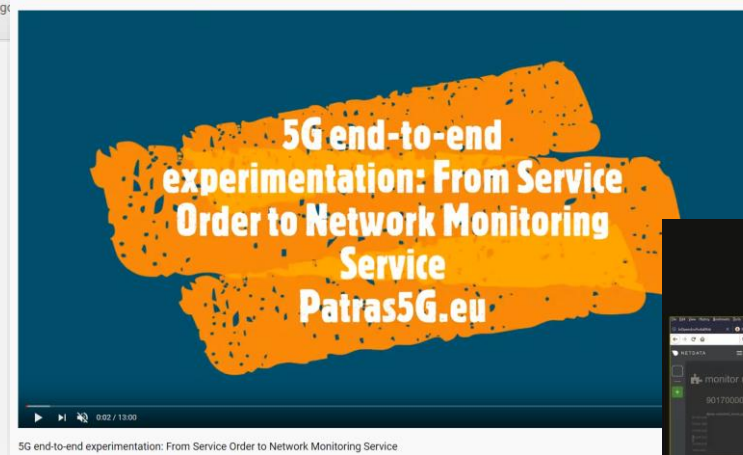 5G end-to-end
experimentation: From Service
Order to Network Monitoring
Service
Patras5G.eu
0:02 / 13:00
5G end-to-end experimentation: From Service Order to Network Monitoring Service
NETDATA
monitor
90170000